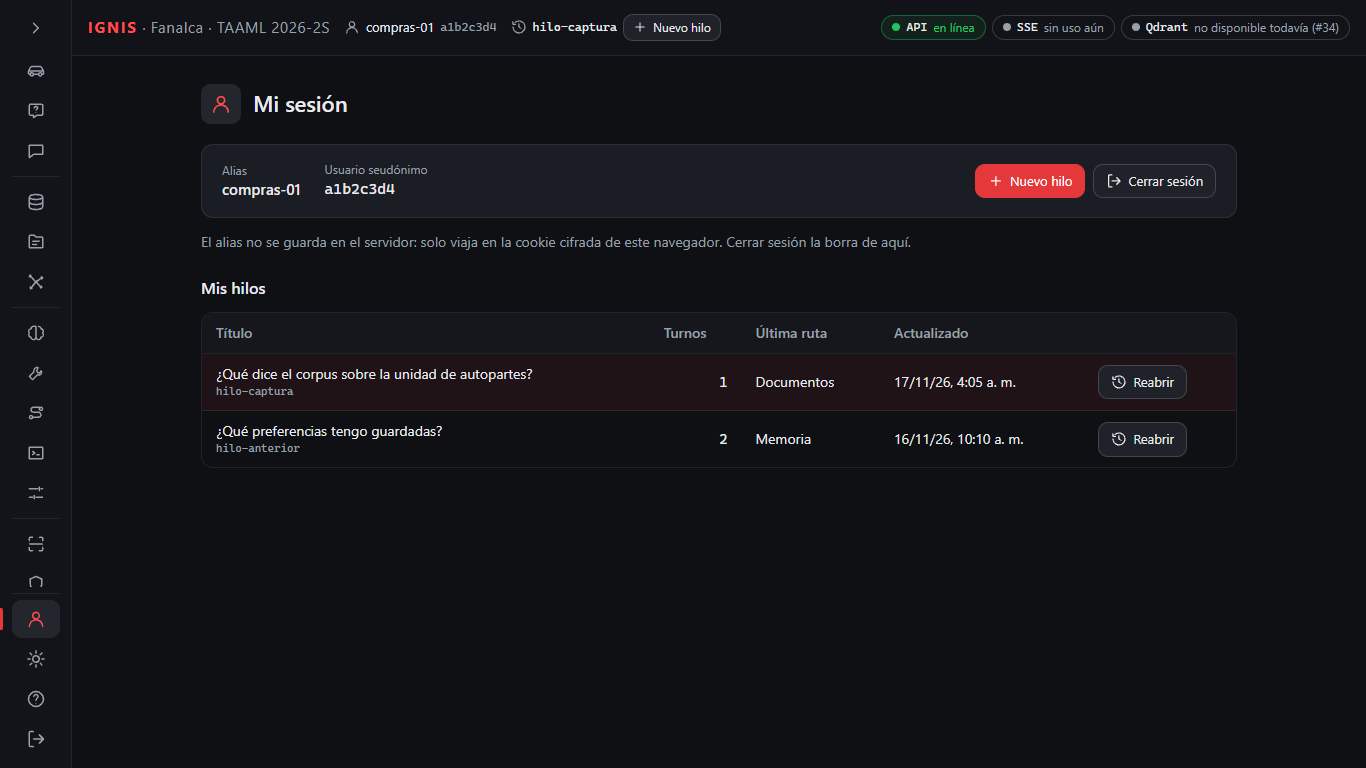 IGNIS · Fanalca · TAAML 2026-2S compras-01 a1b2c3d4 hilo-captura + Nuevo hilo API en línea SSE sin uso aún Qdrant no disponible todavía (#34)
Mi sesión
Alias
compras-01
Usuario seudónimo
a1b2c3d4
+ Nuevo hilo
Cerrar sesión
El alias no se guarda en el servidor: solo viaja en la cookie cifrada de este navegador. Cerrar sesión la borra de aquí.
Mis hilos
Título Turnos Última ruta Actualizado
¿Qué dice el corpus sobre la unidad de autopartes?
hilo-captura
1 Documentos 17/11/26, 4:05 a. m. Reabrir
¿Qué preferencias tengo guardadas?
hilo-anterior
2 Memoria 16/11/26, 10:10 a. m. Reabrir